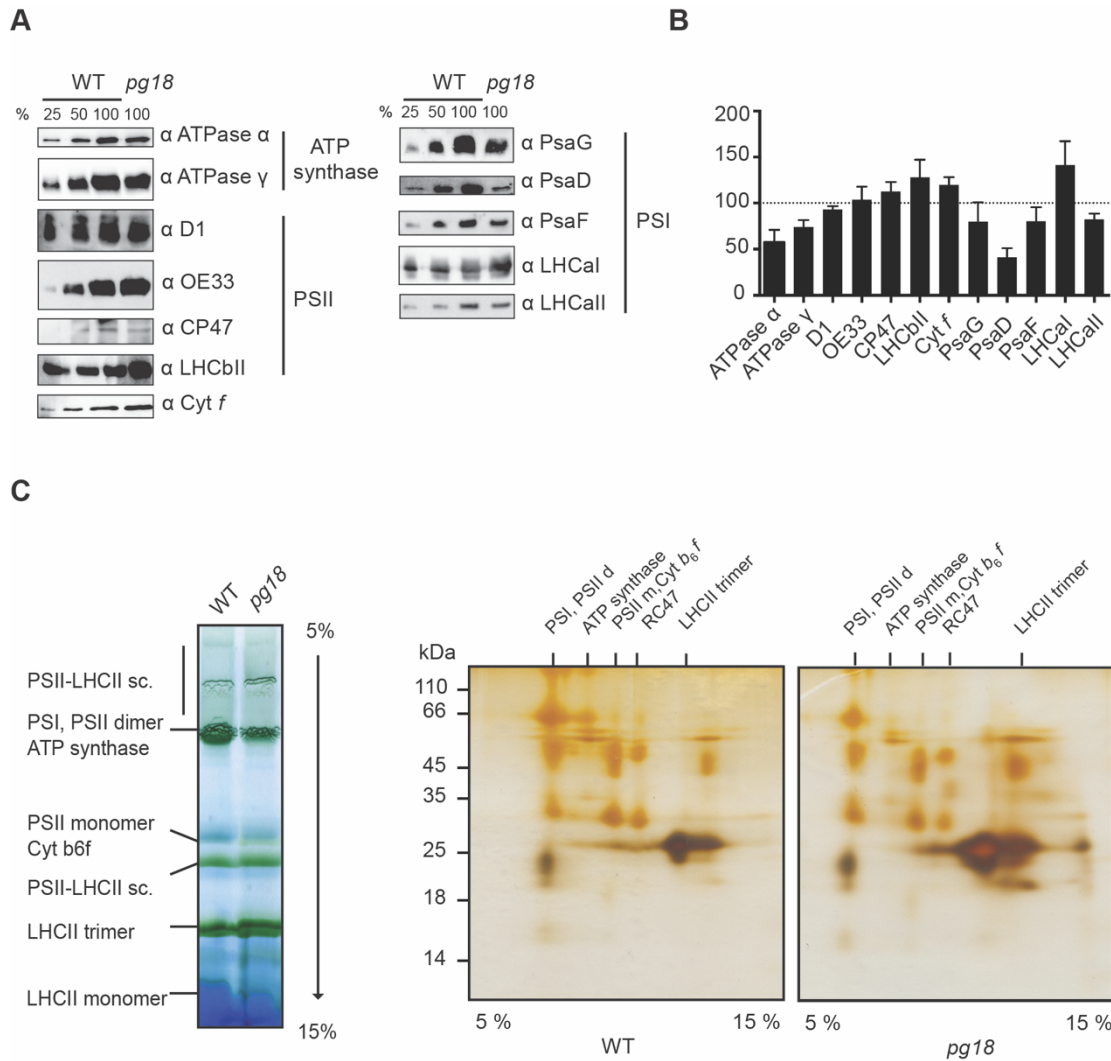 A
WT pg18
% 25 50 100 100
α ATPase α
α ATPase γ
ATP
synthase
α D1
α OE33
α CP47
α LHCbII
PSII
α Cyt f
WT pg18
% 25 50 100 100
α PsaG
α PsaD
α PsaF
α LHCaI
α LHCaII
PSI
B
200
150
100
50
0
ATPase α
ATPase γ
D1
OE33
CP47
LHCbII
Cyt f
PsaG
PsaD
PsaF
LHCaI
LHCaII
C
WT pg18
5%
PSII-LHCII sc.
PSI, PSII dimer
ATP synthase
PSII monomer
Cyt b6f
PSII-LHCII sc.
LHCII trimer
LHCII monomer
15%
PSI, PSII d
ATP synthase
PSII m,Cyt b₆ f
RC47
LHCII trimer
kDa
110
66
45
35
25
18
14
5 % 15 %
WT
PSI, PSII d
ATP synthase
PSII m,Cyt b₆ f
RC47
LHCII trimer
5 % 15 %
pg18